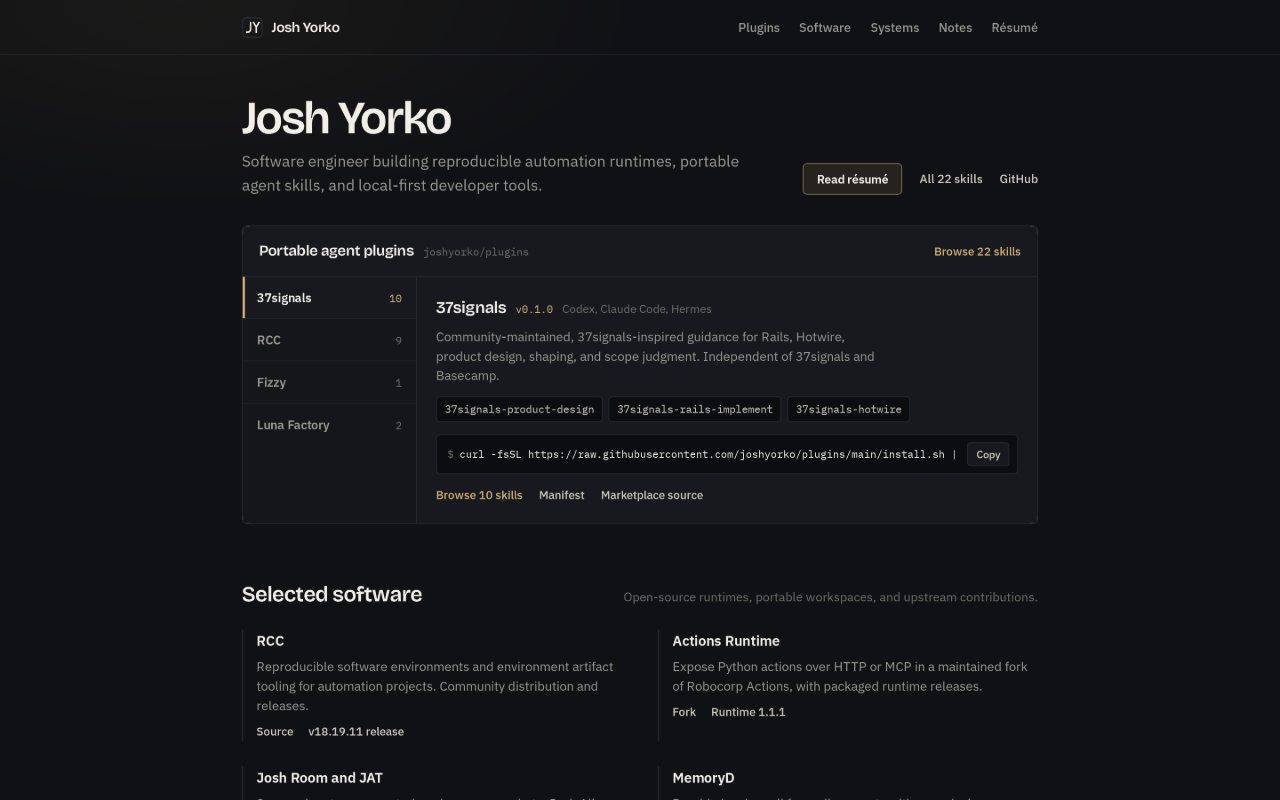 JY Josh Yorko
Plugins Software Systems Notes Résumé
Josh Yorko
Software engineer building reproducible automation runtimes, portable
agent skills, and local-first developer tools.
Read résumé All 22 skills GitHub
Portable agent plugins joshyorko/plugins Browse 22 skills
37signals 10
RCC 9
Fizzy 1
Luna Factory 2
37signals v0.1.0 Codex, Claude Code, Hermes
Community-maintained, 37signals-inspired guidance for Rails, Hotwire,
product design, shaping, and scope judgment. Independent of 37signals and
Basecamp.
37signals-product-design 37signals-rails-implement 37signals-hotwire
$ curl -fsSL https://raw.githubusercontent.com/joshyorko/plugins/main/install.sh | Copy
Browse 10 skills Manifest Marketplace source
Selected software
Open-source runtimes, portable workspaces, and upstream contributions.
RCC
Reproducible software environments and environment artifact
tooling for automation projects. Community distribution and
releases.
Source v18.19.11 release
Actions Runtime
Expose Python actions over HTTP or MCP in a maintained fork
of Robocorp Actions, with packaged runtime releases.
Fork Runtime 1.1.1
Josh Room and JAT
MemoryD